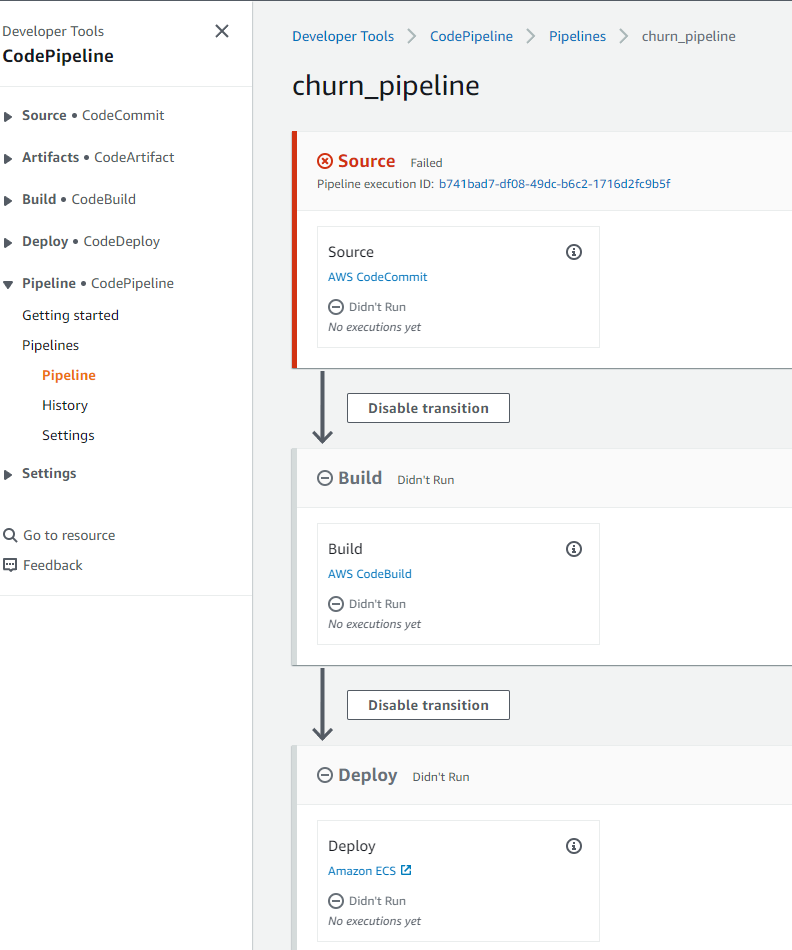 Developer Tools
CodePipeline
Source • CodeCommit
Artifacts • CodeArtifact
Build • CodeBuild
Deploy • CodeDeploy
Pipeline • CodePipeline
Getting started
Pipelines
Pipeline
History
Settings
Settings
Go to resource
Feedback
Developer Tools > CodePipeline > Pipelines > churn_pipeline
churn_pipeline
Source Failed
Pipeline execution ID: b741bad7-df08-49dc-b6c2-1716d2fc9b5f
Source
AWS CodeCommit
Didn't Run
No executions yet
Disable transition
Build Didn't Run
Build
AWS CodeBuild
Didn't Run
No executions yet
Disable transition
Deploy Didn't Run
Deploy
Amazon ECS
Didn't Run
No executions yet